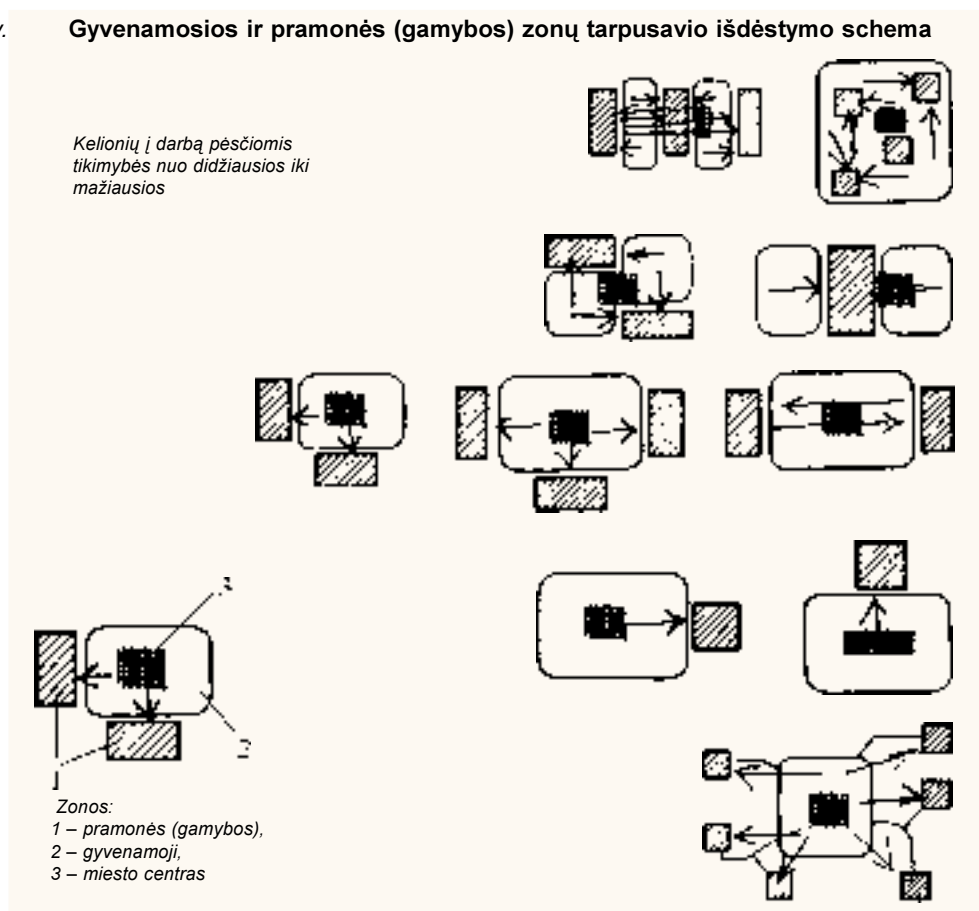 Gyvenamosios ir pramonės (gamybos) zonų tarpusavio išdėstymo schema
Kelionių į darbą pėsčiomis
tikimybės nuo didžiausios iki
mažiausios
3
2
1
Zonos:
1 – pramonės (gamybos),
2 – gyvenamoji,
3 – miesto centras